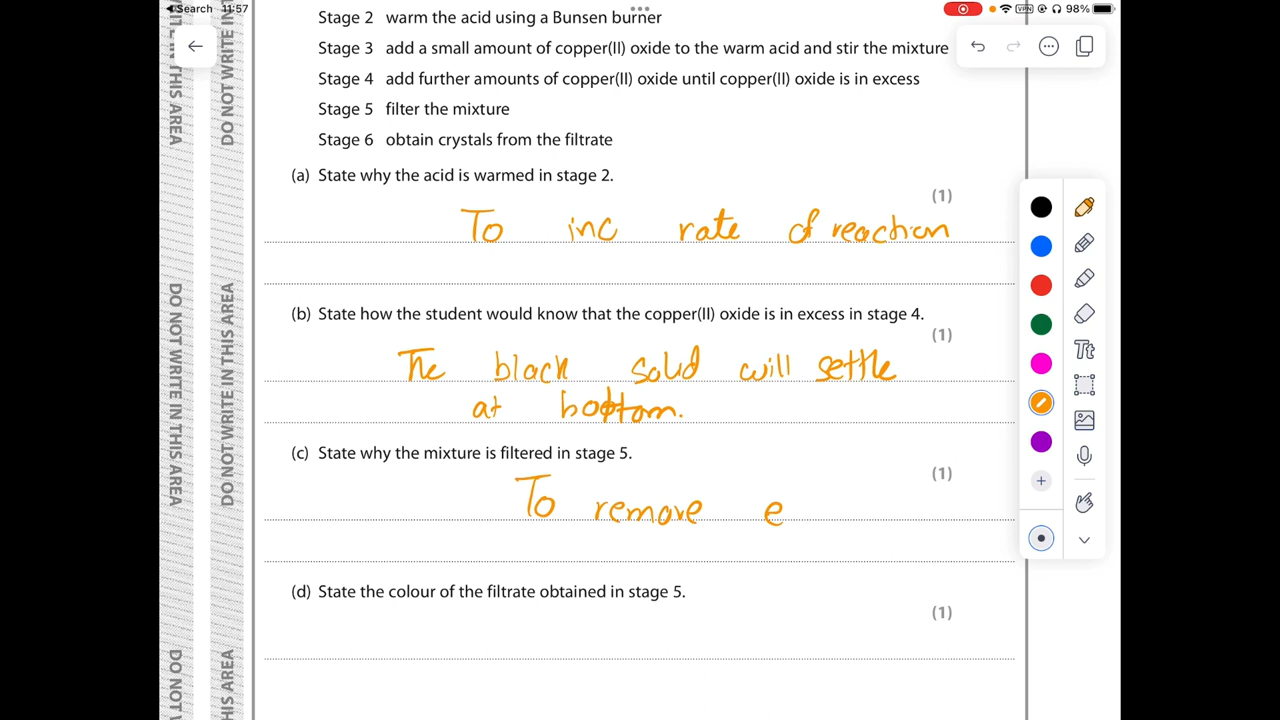 Search 11:57
VPN 98%
Stage 2 warm the acid using a Bunsen burner
Stage 3 add a small amount of copper(II) oxide to the warm acid and stir the mixture
Stage 4 add further amounts of copper(II) oxide until copper(II) oxide is in excess
Stage 5 filter the mixture
Stage 6 obtain crystals from the filtrate
(a) State why the acid is warmed in stage 2.
(1)
To inc rate of reaction
(b) State how the student would know that the copper(II) oxide is in excess in stage 4.
(1)
The black solid will settle
at bottom.
(c) State why the mixture is filtered in stage 5.
(1)
To remove e
(d) State the colour of the filtrate obtained in stage 5.
(1)
DO NOT WRITE IN THIS AREA
DO NOT WRITE IN THIS AREA
Tt